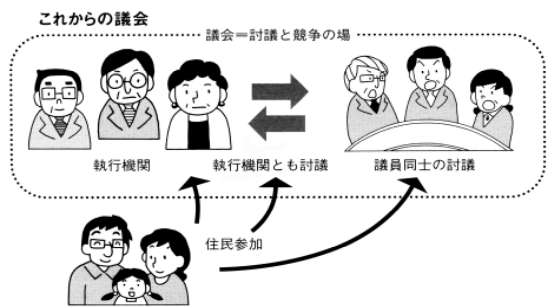 これからの議会
議会＝討議と競争の場
執行機関
執行機関とも討議
議員同士の討議
住民参加